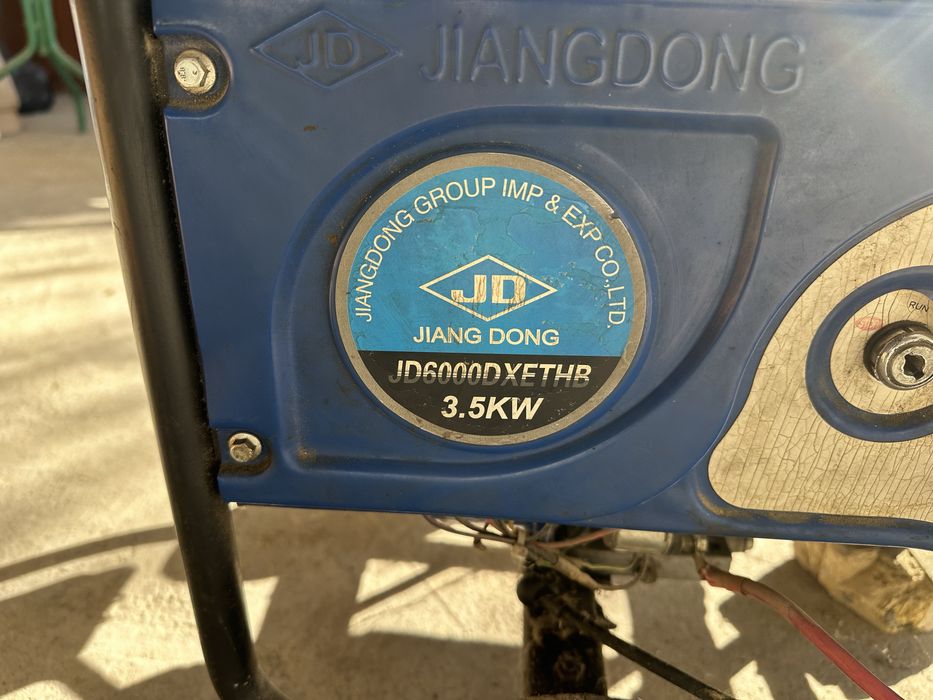 JD JIANGDONG
JIANGDONG GROUP IMP & EXP CO.,LTD.
JD
JIANG DONG
JD6000DXETHB
3.5KW
RUN